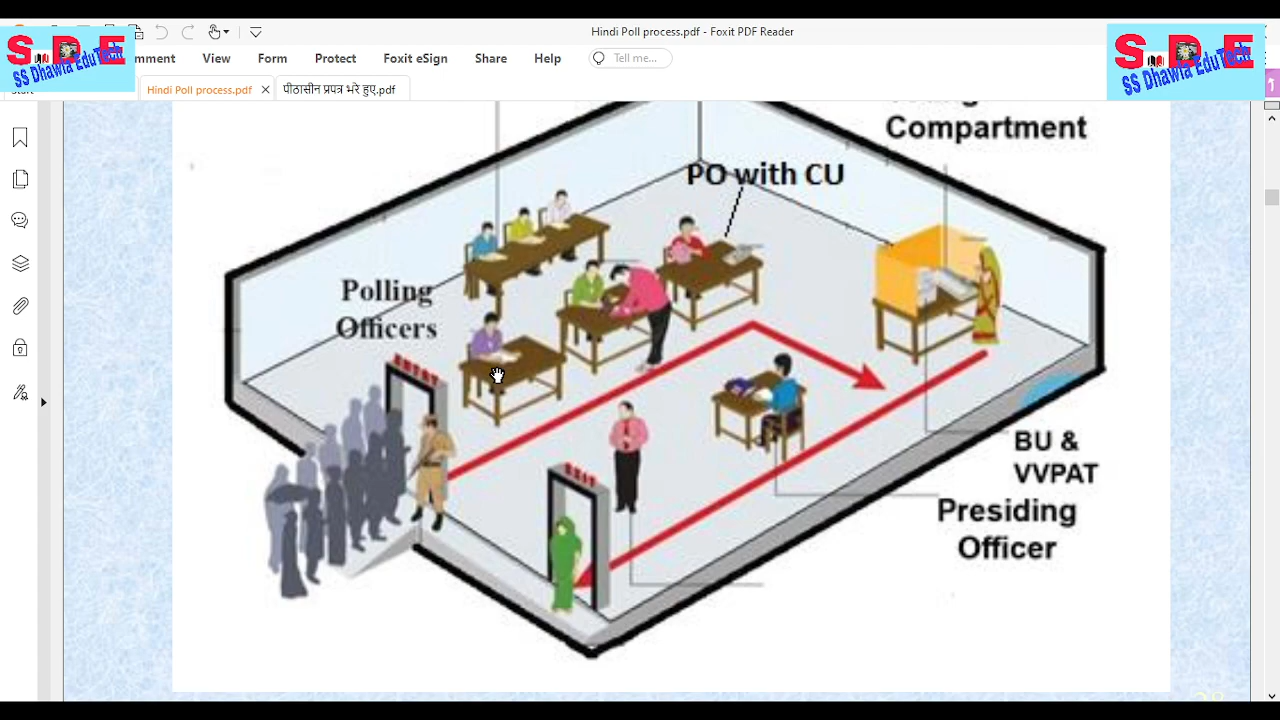 Hindi Poll process.pdf - Foxit PDF Reader
S D E
SS Dhawla EduTech
mment View Form Protect Foxit eSign Share Help Tell me...
S D E
SS Dhawla EduTech
Hindi Poll process.pdf
पीठासीन प्रपत्र भरे हुए.pdf
Compartment
PO with CU
Polling
Officers
BU &
VVPAT
Presiding
Officer